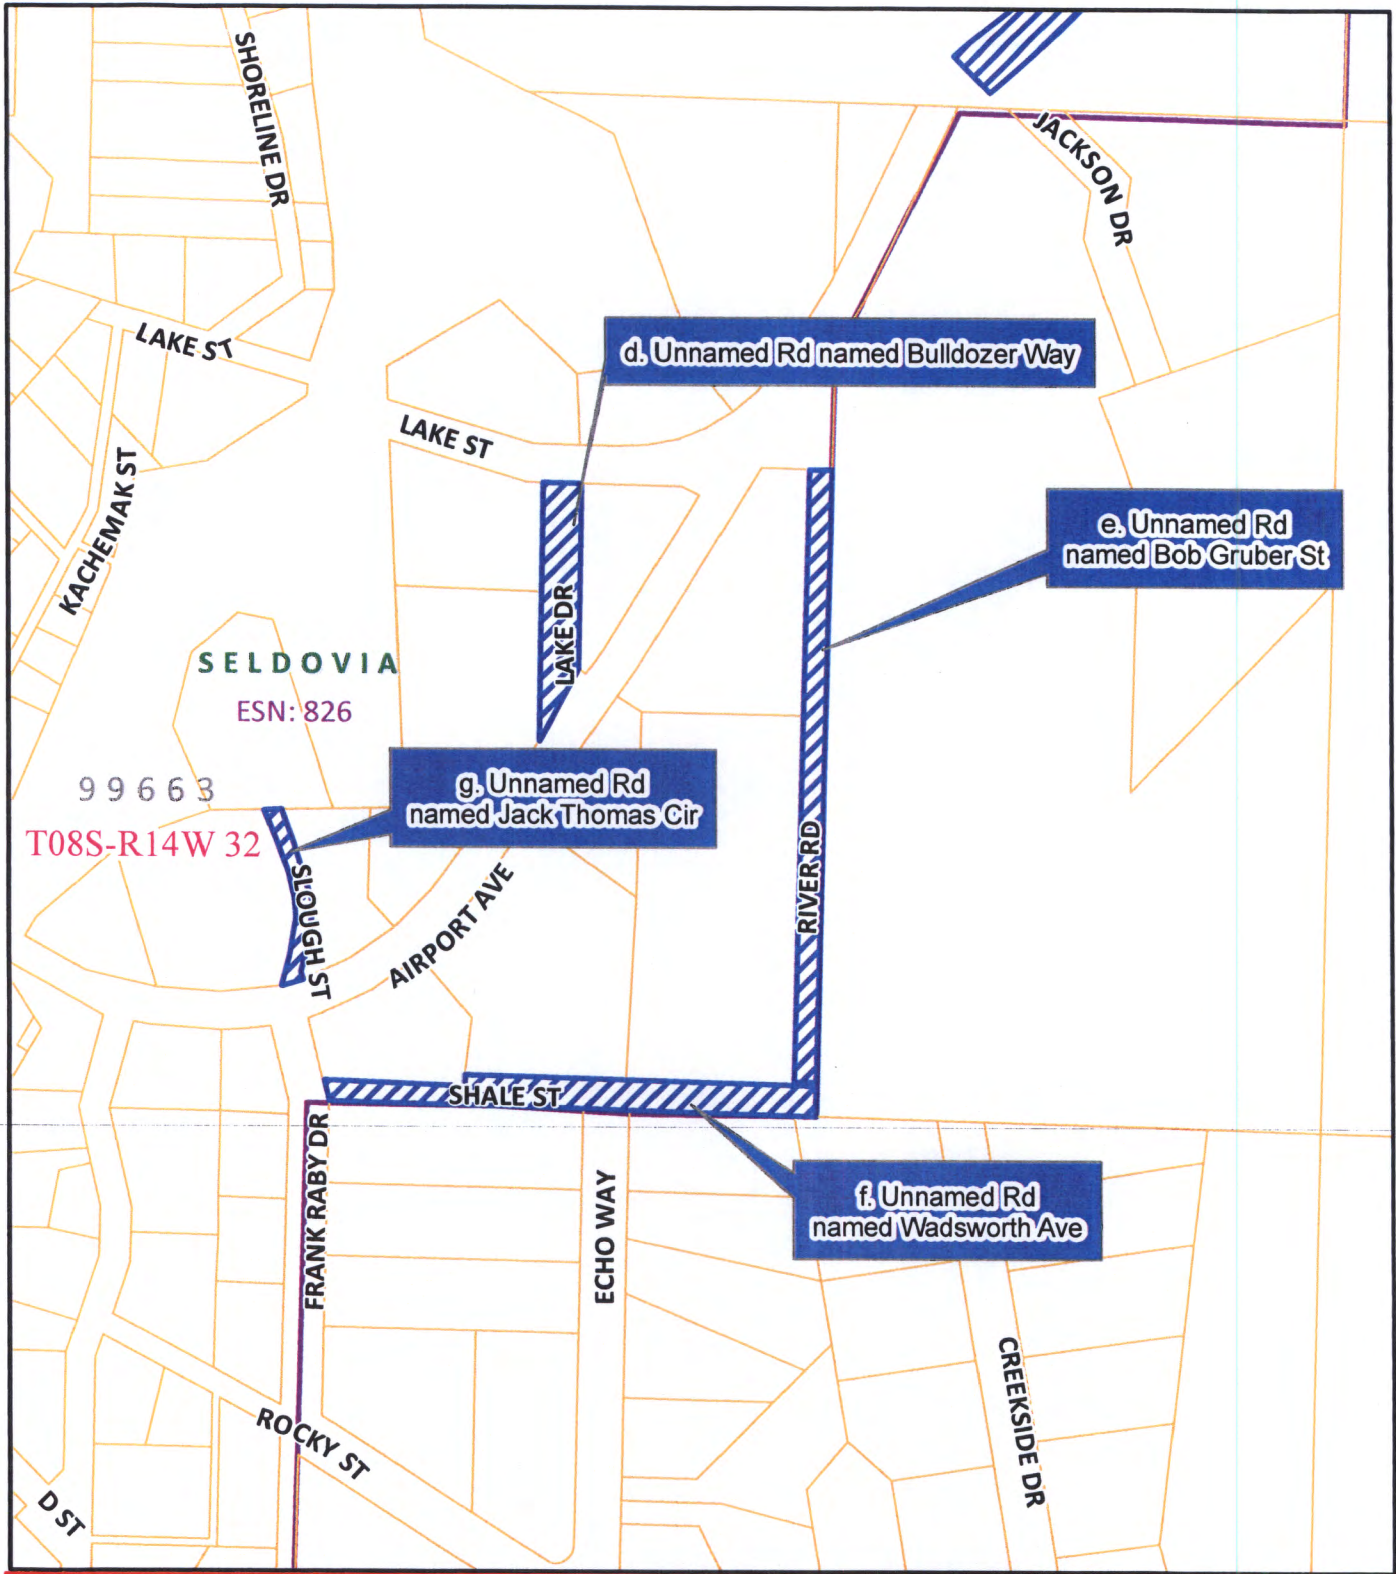 SHORELINE DR
JACKSON DR
LAKE ST
d. Unnamed Rd named Bulldozer Way
LAKE ST
KACHEMAK ST
e. Unnamed Rd
named Bob Gruber St
LAKE DR
SELDOVIA
ESN: 826
99663
T08S-R14W 32
g. Unnamed Rd
named Jack Thomas Cir
SLOUGH ST
AIRPORT AVE
RIVER RD
SHALE ST
FRANK RABY DR
ECHO WAY
f. Unnamed Rd
named Wadsworth Ave
CREEKSIDE DR
ROCKY ST
D ST